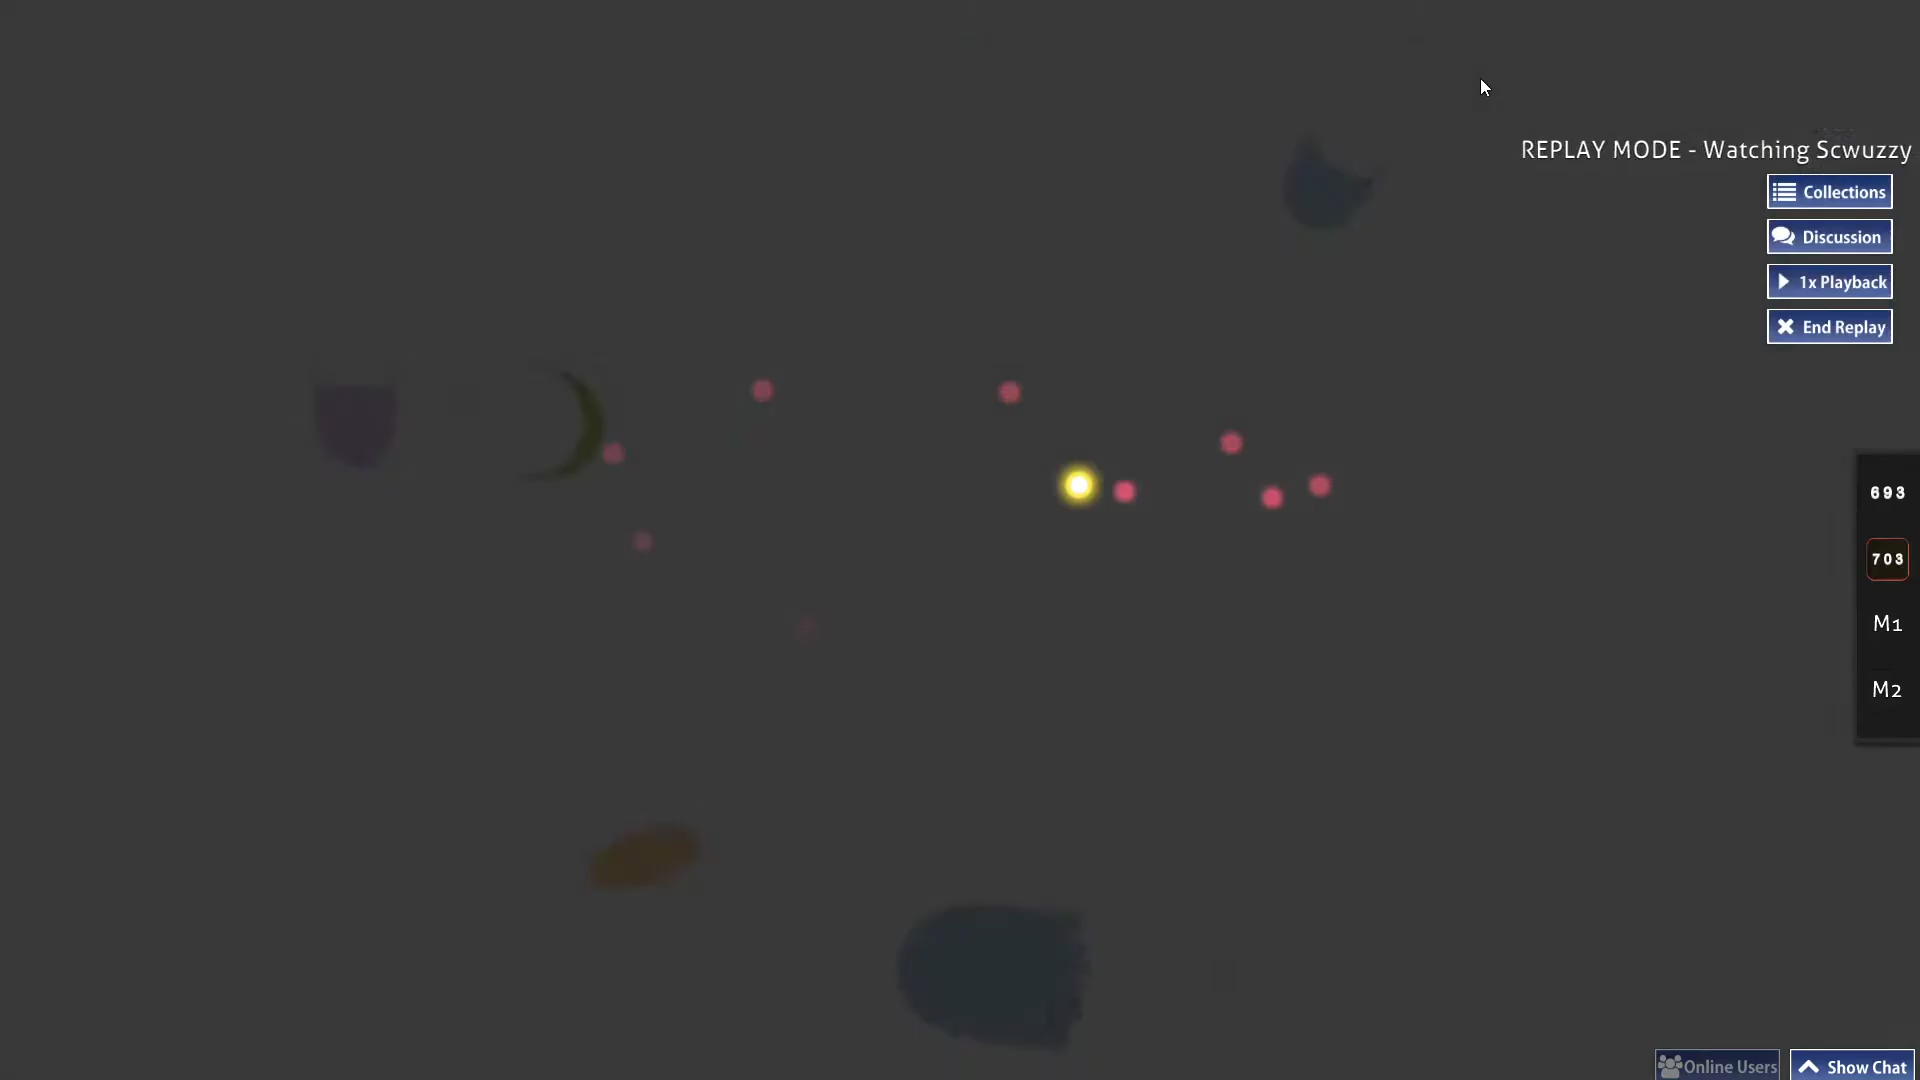 REPLAY MODE - Watching Scwuzzy
Collections
Discussion
1x Playback
End Replay
693
703
M1
M2
Online Users
Show Chat